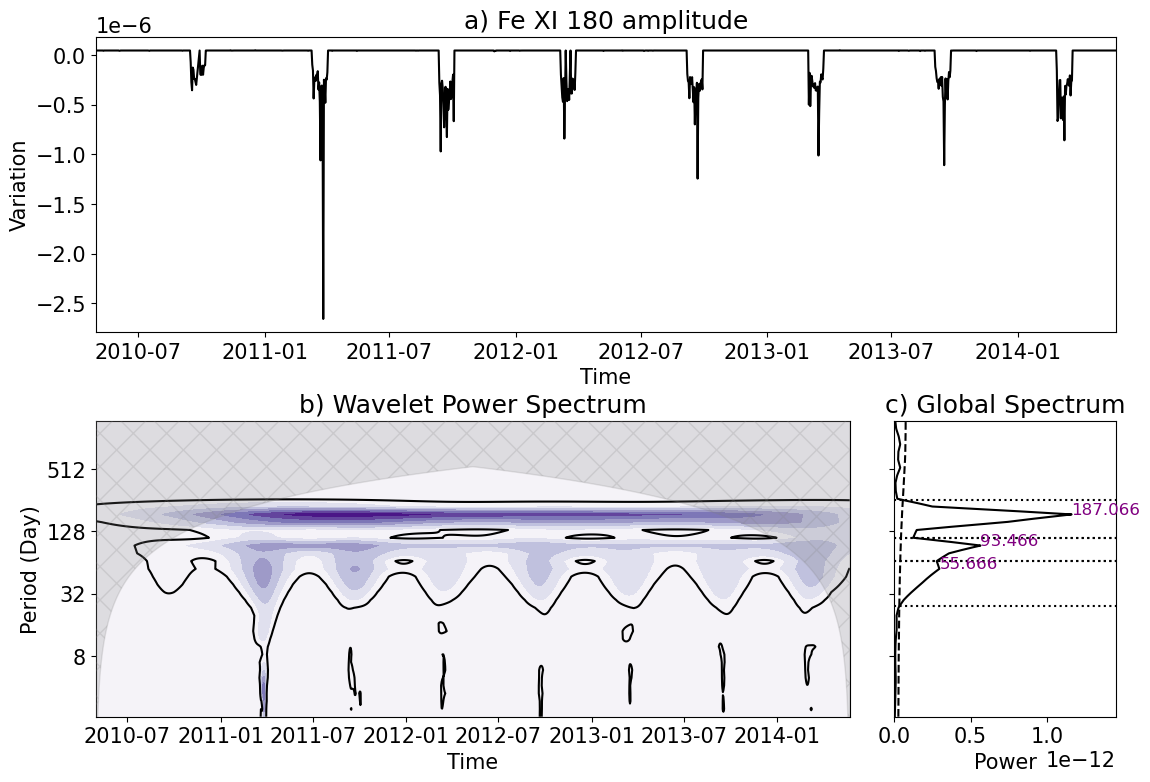 a) Fe XI 180 amplitude
1e−6
0.0
−0.5
−1.0
−1.5
−2.0
−2.5
Variation
2010-07 2011-01 2011-07 2012-01 2012-07 2013-01 2013-07 2014-01
Time
b) Wavelet Power Spectrum
512
128
32
8
Period (Day)
2010-07 2011-01 2011-07 2012-01 2012-07 2013-01 2013-07 2014-01
Time
c) Global Spectrum
187.066
93.466
55.666
0.0 0.5 1.0
Power 1e−12